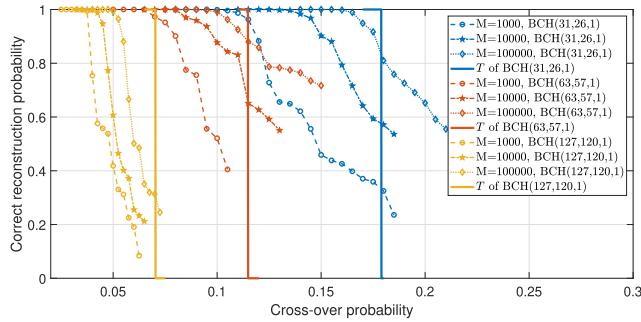 1
0.8
0.6
0.4
0.2
0
Correct reconstruction probability
0.05
0.1
0.15
0.2
0.25
0.3
Cross-over probability
M=1000, BCH(31,26,1)
M=10000, BCH(31,26,1)
M=100000, BCH(31,26,1)
T of BCH(31,26,1)
M=1000, BCH(63,57,1)
M=10000, BCH(63,57,1)
M=100000, BCH(63,57,1)
T of BCH(63,57,1)
M=1000, BCH(127,120,1)
M=10000, BCH(127,120,1)
M=100000, BCH(127,120,1)
T of BCH(127,120,1)